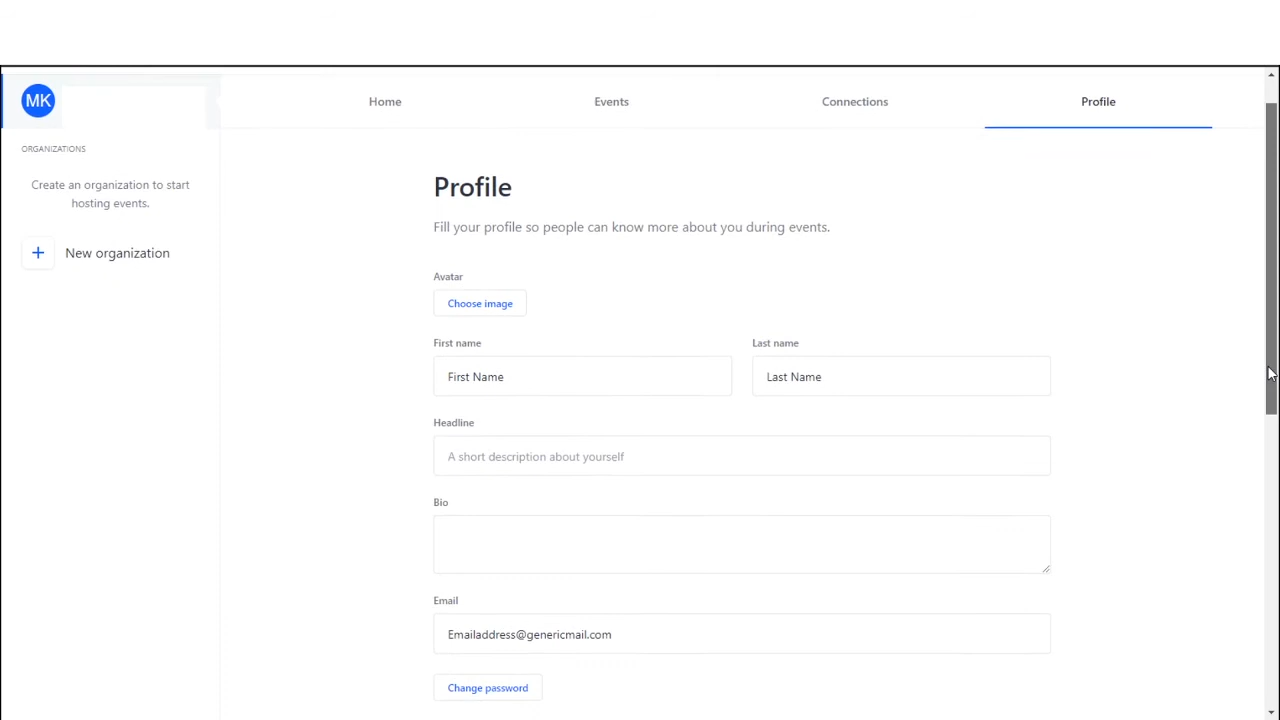 MK
Home Events Connections Profile
ORGANIZATIONS
Create an organization to start
hosting events.
+ New organization
Profile
Fill your profile so people can know more about you during events.
Avatar
Choose image
First name Last name
First Name Last Name
Headline
A short description about yourself
Bio
Email
Emailaddress@genericmail.com
Change password